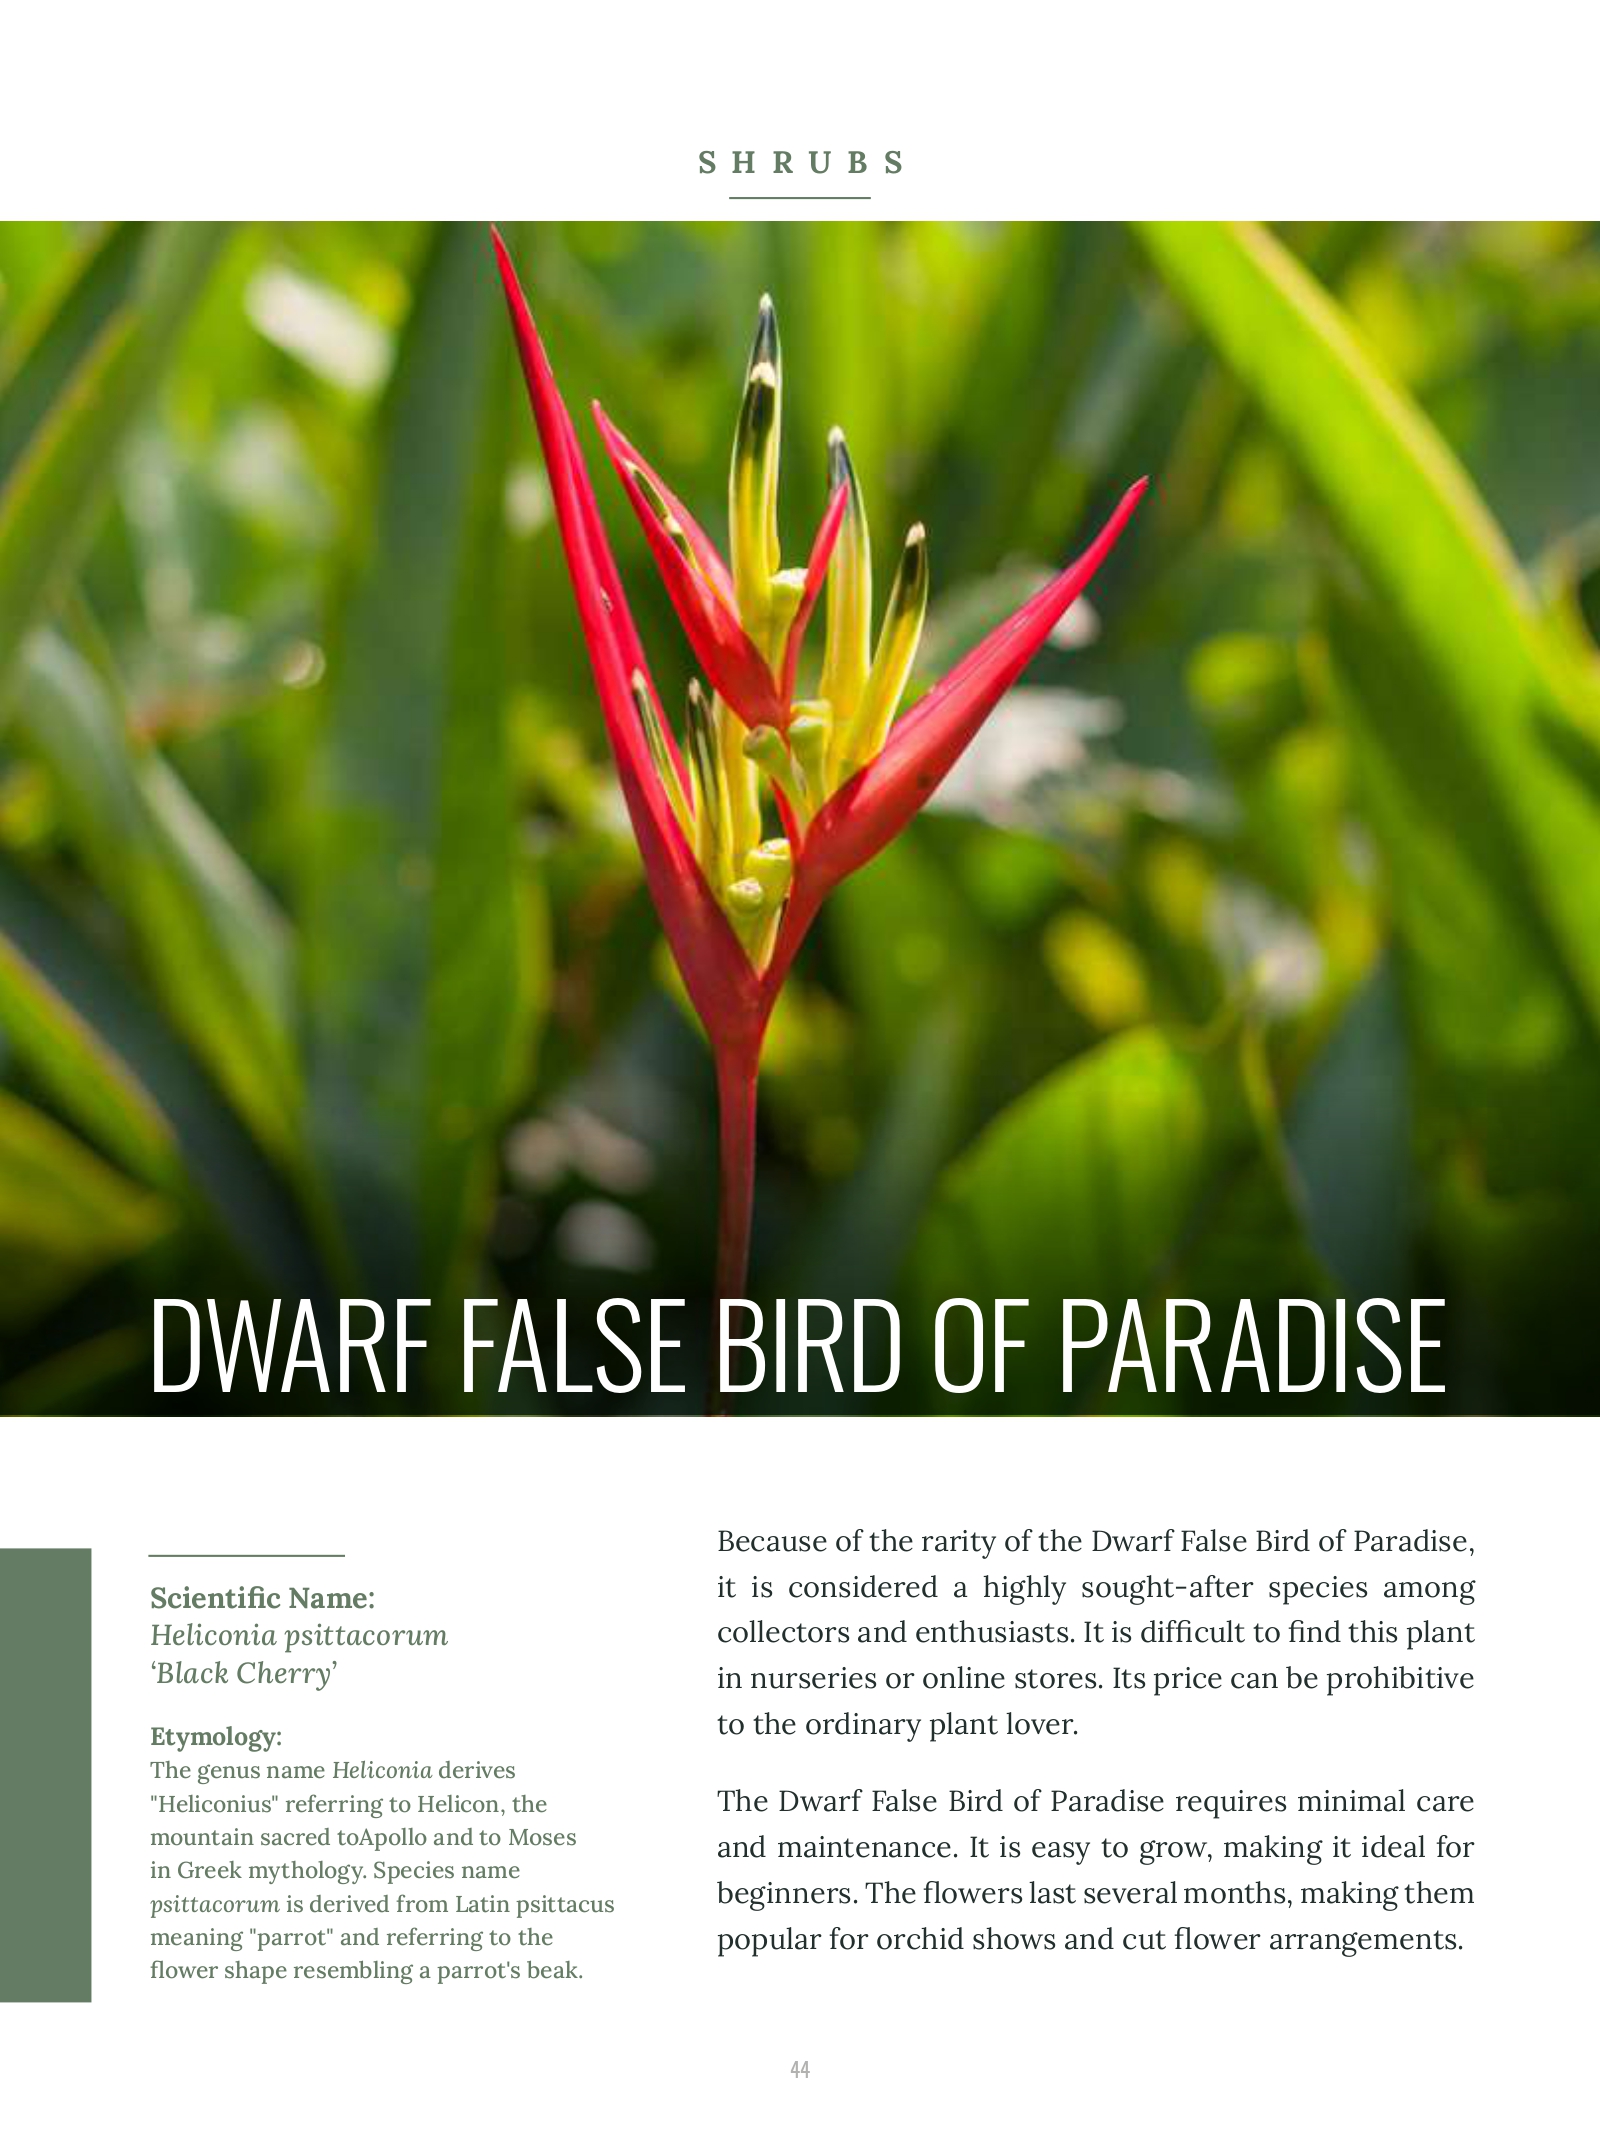 SHRUBS
DWARF FALSE BIRD OF PARADISE
Scientific Name:
Heliconia psittacorum
‘Black Cherry’
Etymology:
The genus name Heliconia derives
"Heliconius" referring to Helicon, the
mountain sacred toApollo and to Moses
in Greek mythology. Species name
psittacorum is derived from Latin psittacus
meaning "parrot" and referring to the
flower shape resembling a parrot's beak.
Because of the rarity of the Dwarf False Bird of Paradise,
it is considered a highly sought-after species among
collectors and enthusiasts. It is difficult to find this plant
in nurseries or online stores. Its price can be prohibitive
to the ordinary plant lover.
The Dwarf False Bird of Paradise requires minimal care
and maintenance. It is easy to grow, making it ideal for
beginners. The flowers last several months, making them
popular for orchid shows and cut flower arrangements.
44